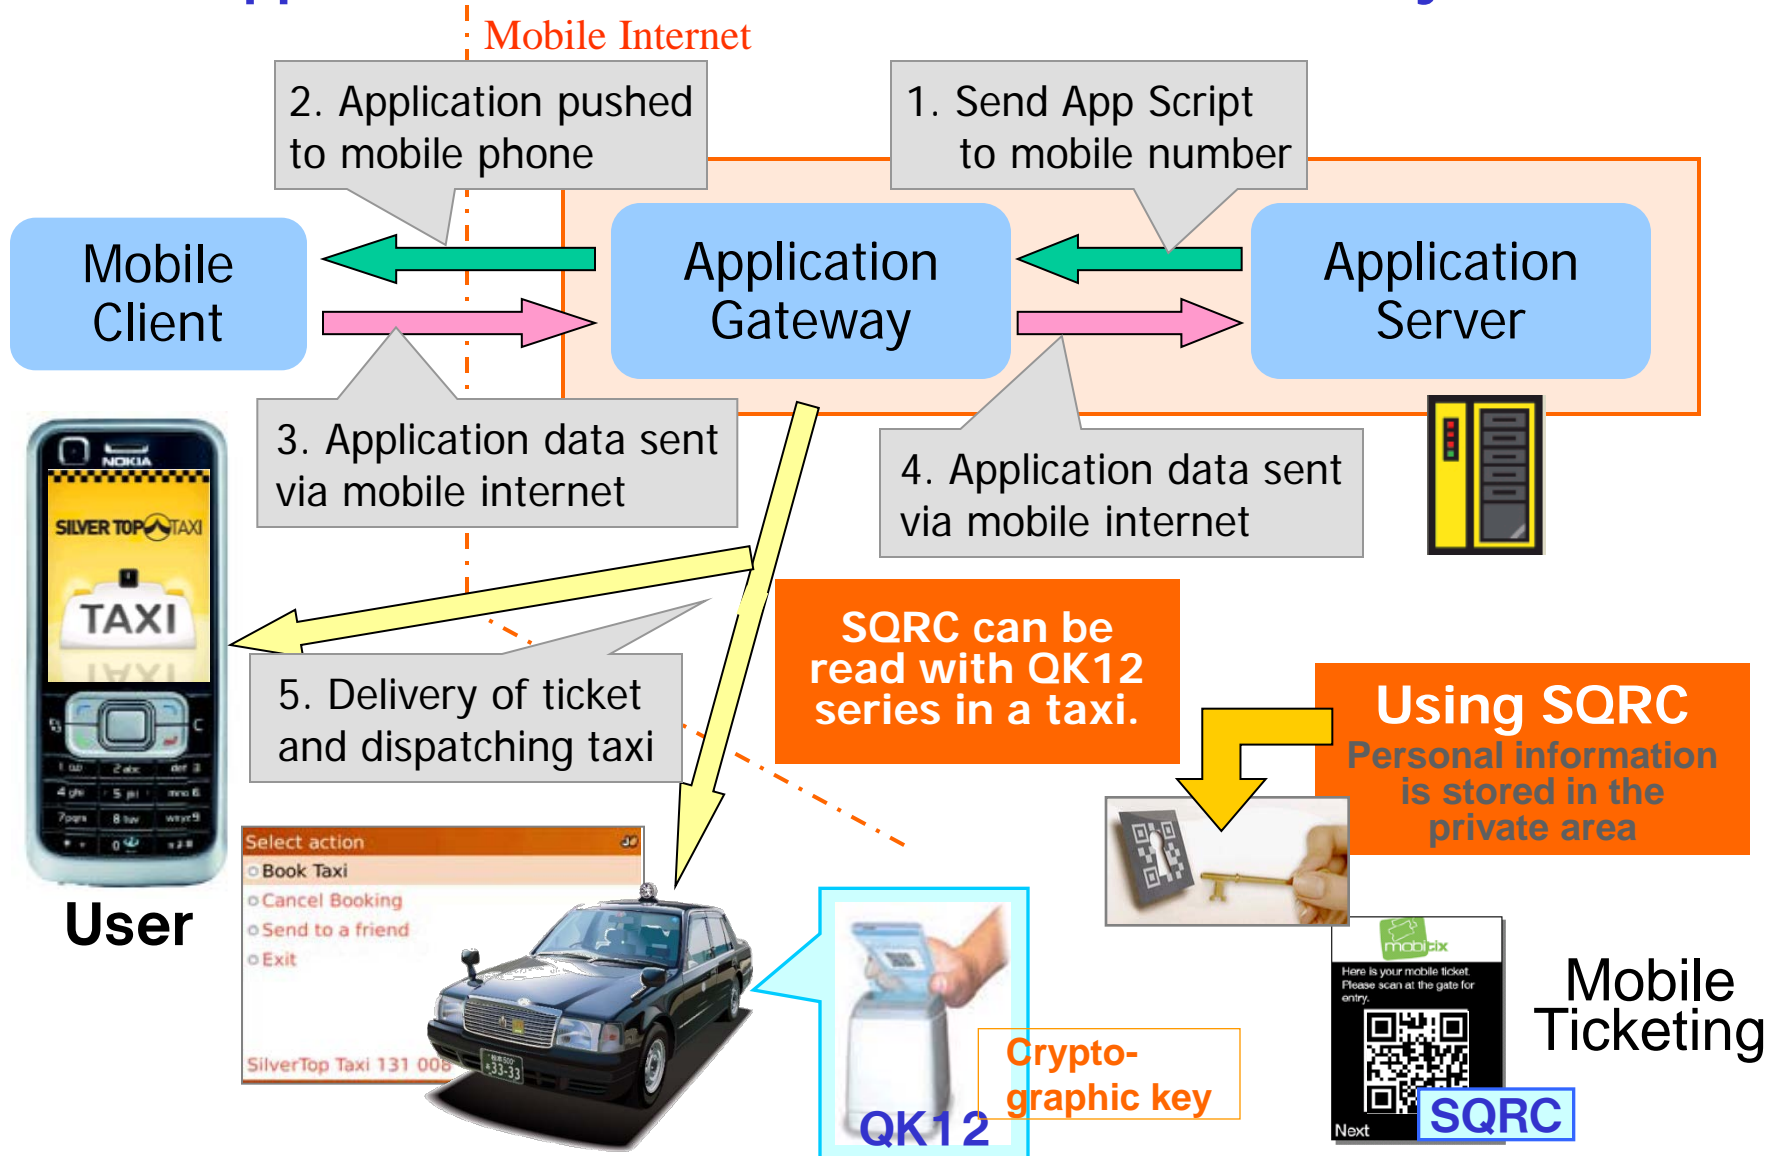 Mobile Internet
2. Application pushed
to mobile phone
1. Send App Script
to mobile number
Mobile
Client
Application
Gateway
Application
Server
3. Application data sent
via mobile internet
4. Application data sent
via mobile internet
NOKIA
SILVER TOP TAXI
TAXI
5. Delivery of ticket
and dispatching taxi
SQRC can be
read with QK12
series in a taxi.
Using SQRC
Personal information
is stored in the
private area
User
Select action
Book Taxi
Cancel Booking
Send to a friend
Exit
SilverTop Taxi 131 008
33-33
QK12
Crypto-
graphic key
mobitix
Here is your mobile ticket.
Please scan at the gate for
entry.
Next
SQRC
Mobile
Ticketing